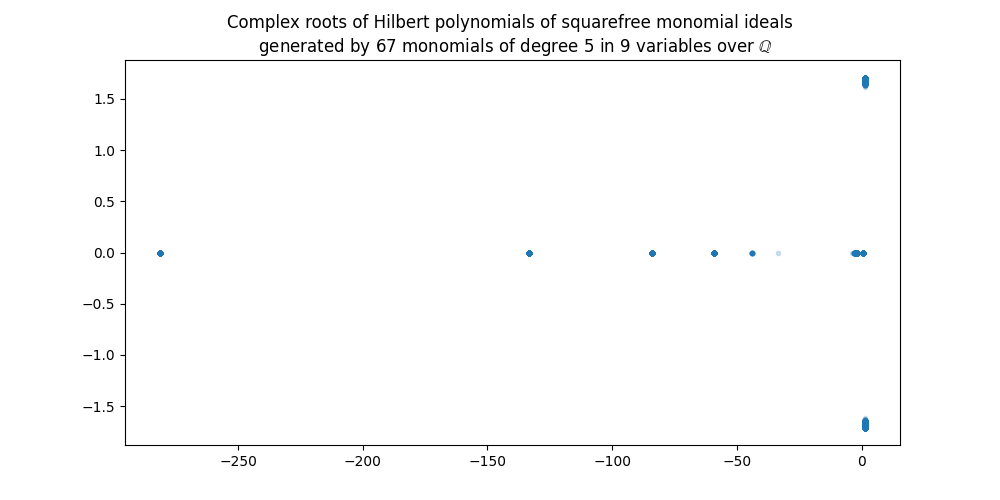 Complex roots of Hilbert polynomials of squarefree monomial ideals
generated by 67 monomials of degree 5 in 9 variables over ℚ
1.5
1.0
0.5
0.0
−0.5
−1.0
−1.5
−250 −200 −150 −100 −50 0